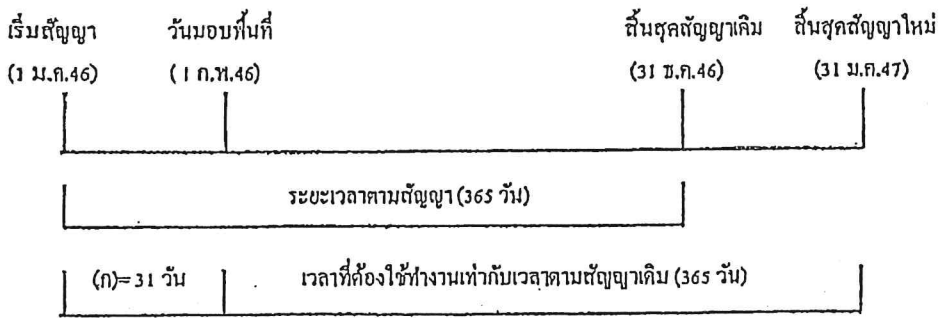 เริ่มสัญญา วันมอบพื้นที่ สิ้นสุดสัญญาเดิม สิ้นสุดสัญญาใหม่
(1 ม.ค.46) (1 ก.พ.46) (31 ธ.ค.46) (31 ม.ค.47)
ระยะเวลาตามสัญญา (365 วัน)
(ก)= 31 วัน เวลาที่ต้องใช้ทำงานเท่ากับเวลาตามสัญญาเดิม (365 วัน)